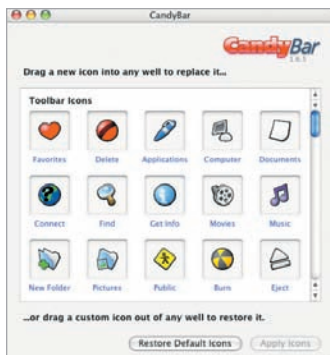 CandyBar
CandyBar
Drag a new icon into any well to replace it...
Toolbar Icons
Favorites Delete Applications Computer Documents
Connect Find Get Info Movies Music
New Folder Pictures Public Burn Eject
...or drag a custom icon out of any well to restore it.
Restore Default Icons Apply Icons